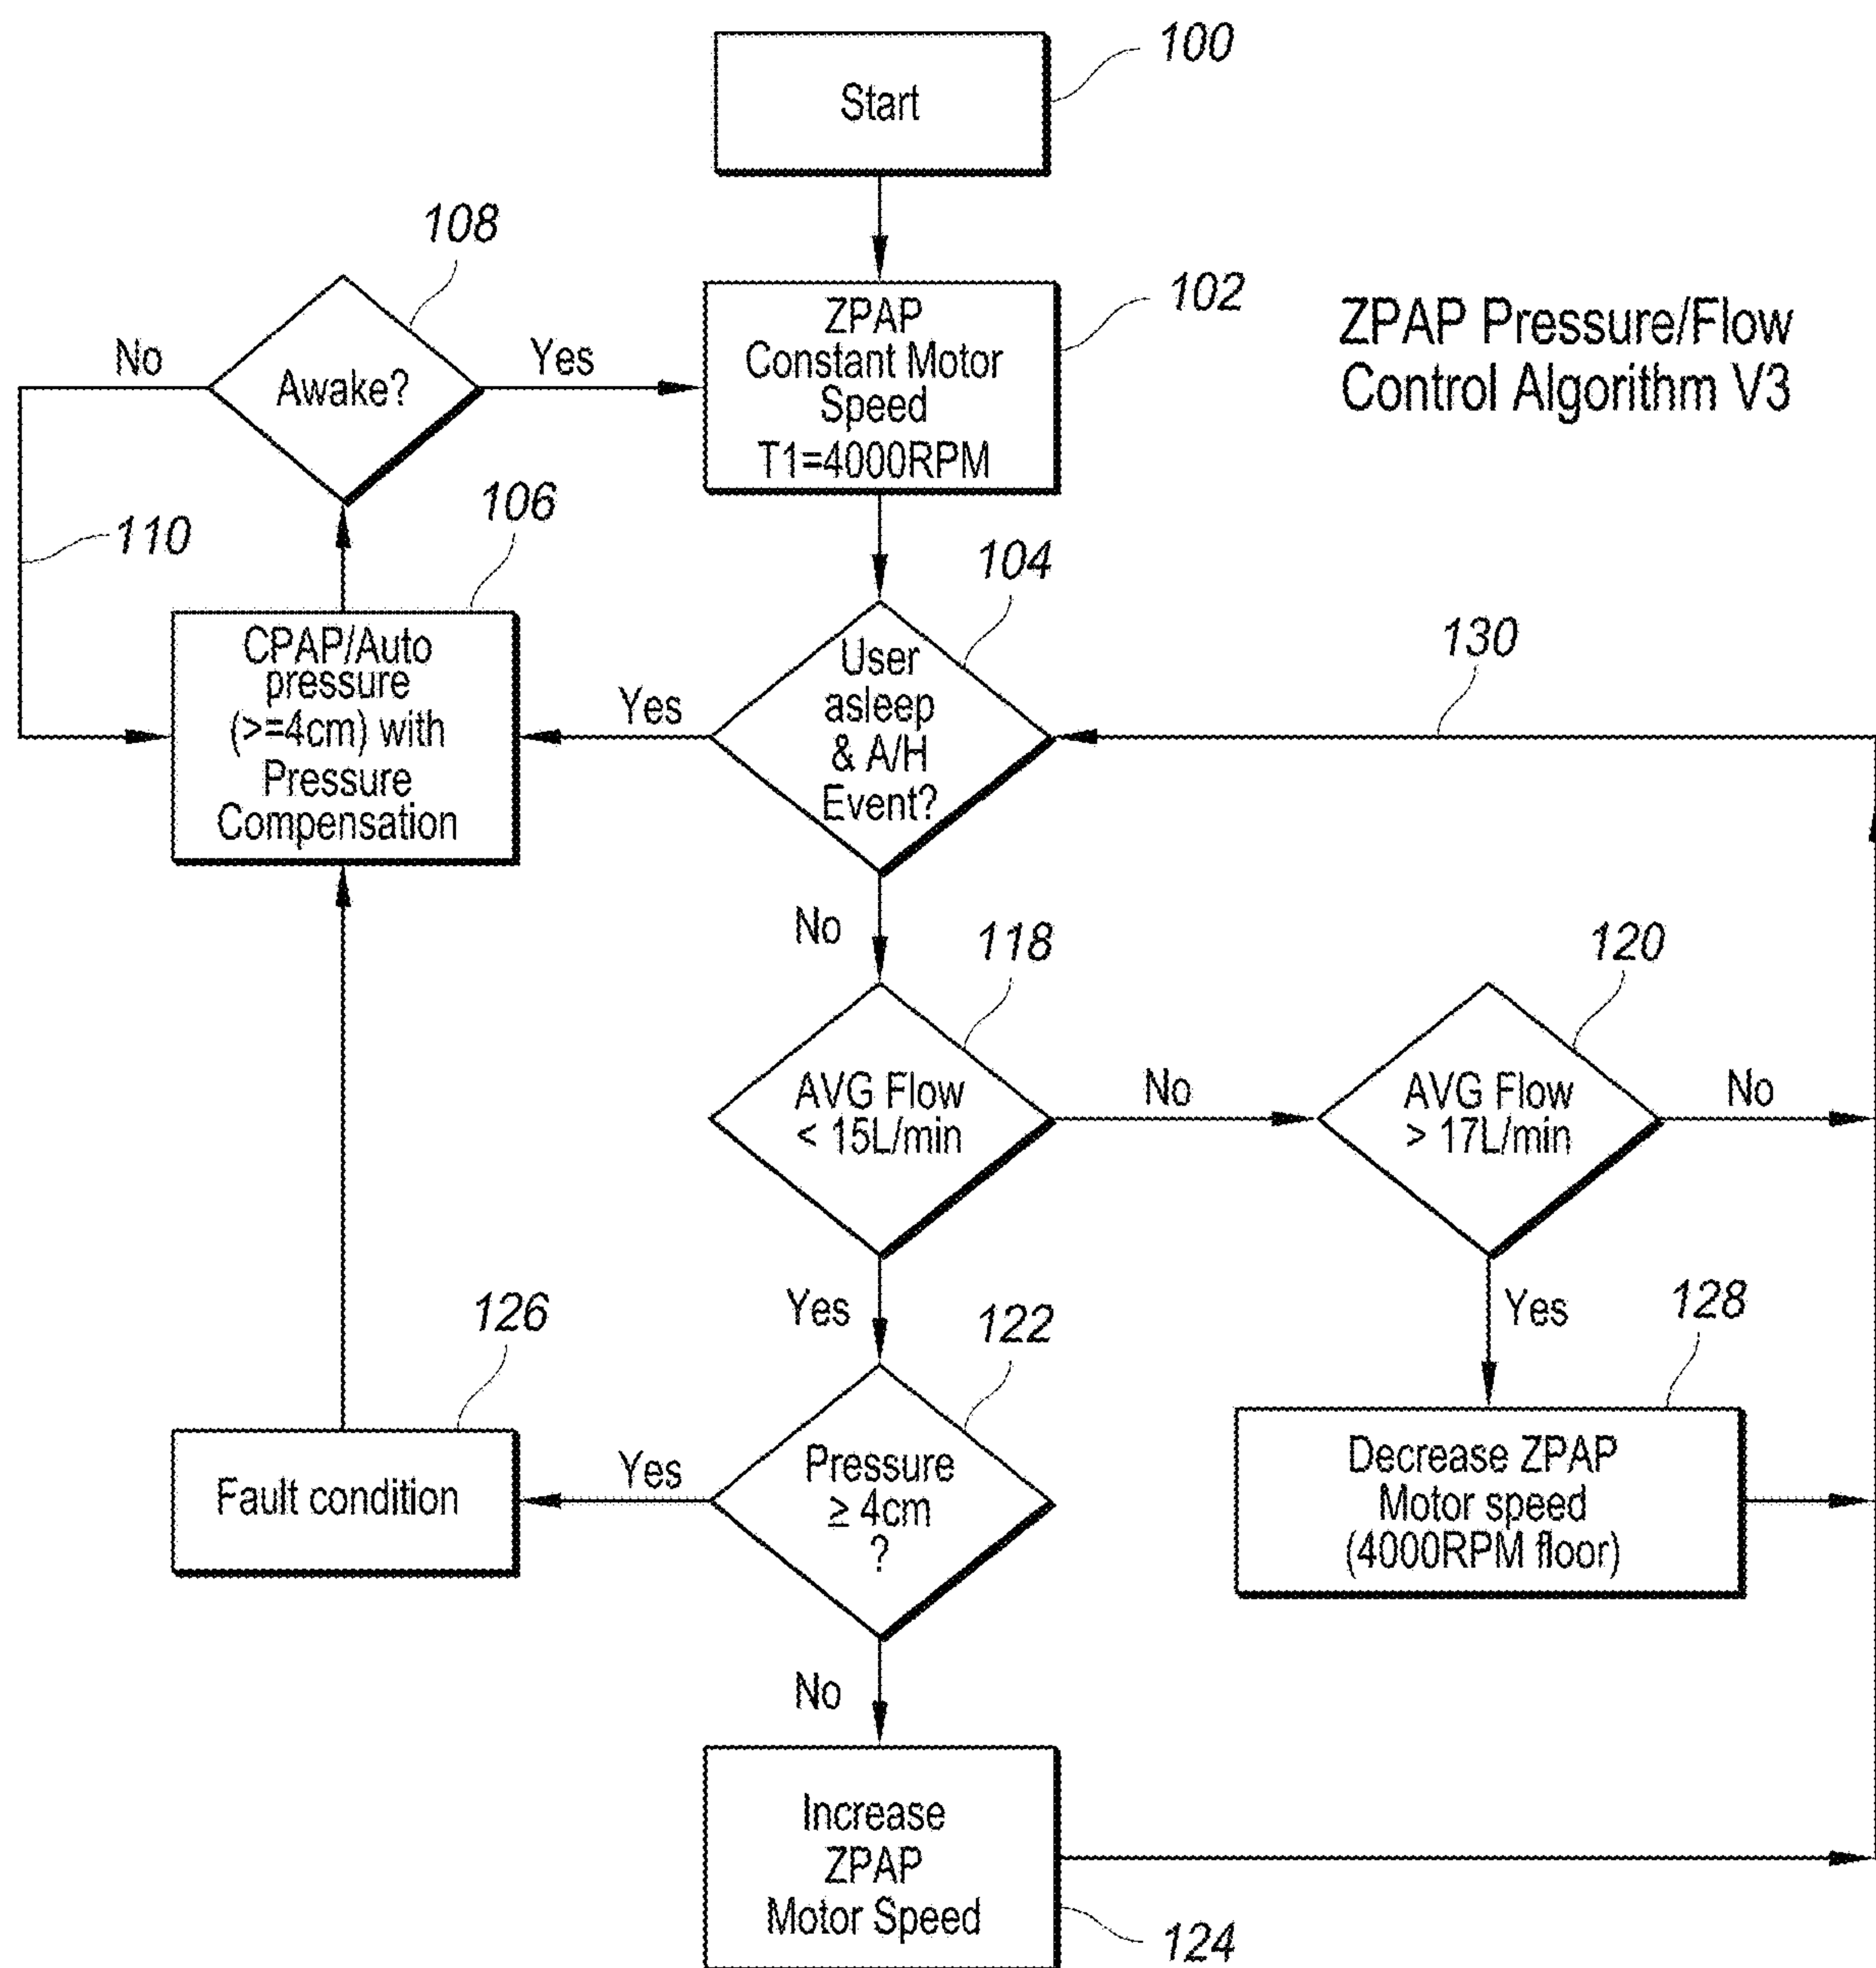 100
Start
108
102
ZPAP
Constant Motor
Speed
T1=4000RPM
ZPAP Pressure/Flow
Control Algorithm V3
No
Awake?
Yes
106
110
104
CPAP/Auto
pressure
(>=4cm) with
Pressure
Compensation
Yes
User
asleep
& A/H
Event?
130
No
118
120
AVG Flow
< 15L/min
No
AVG Flow
> 17L/min
No
Yes
Yes
126
122
128
Fault condition
Yes
Pressure
≥ 4cm
?
Decrease ZPAP
Motor speed
(4000RPM floor)
No
Increase
ZPAP
Motor Speed
124